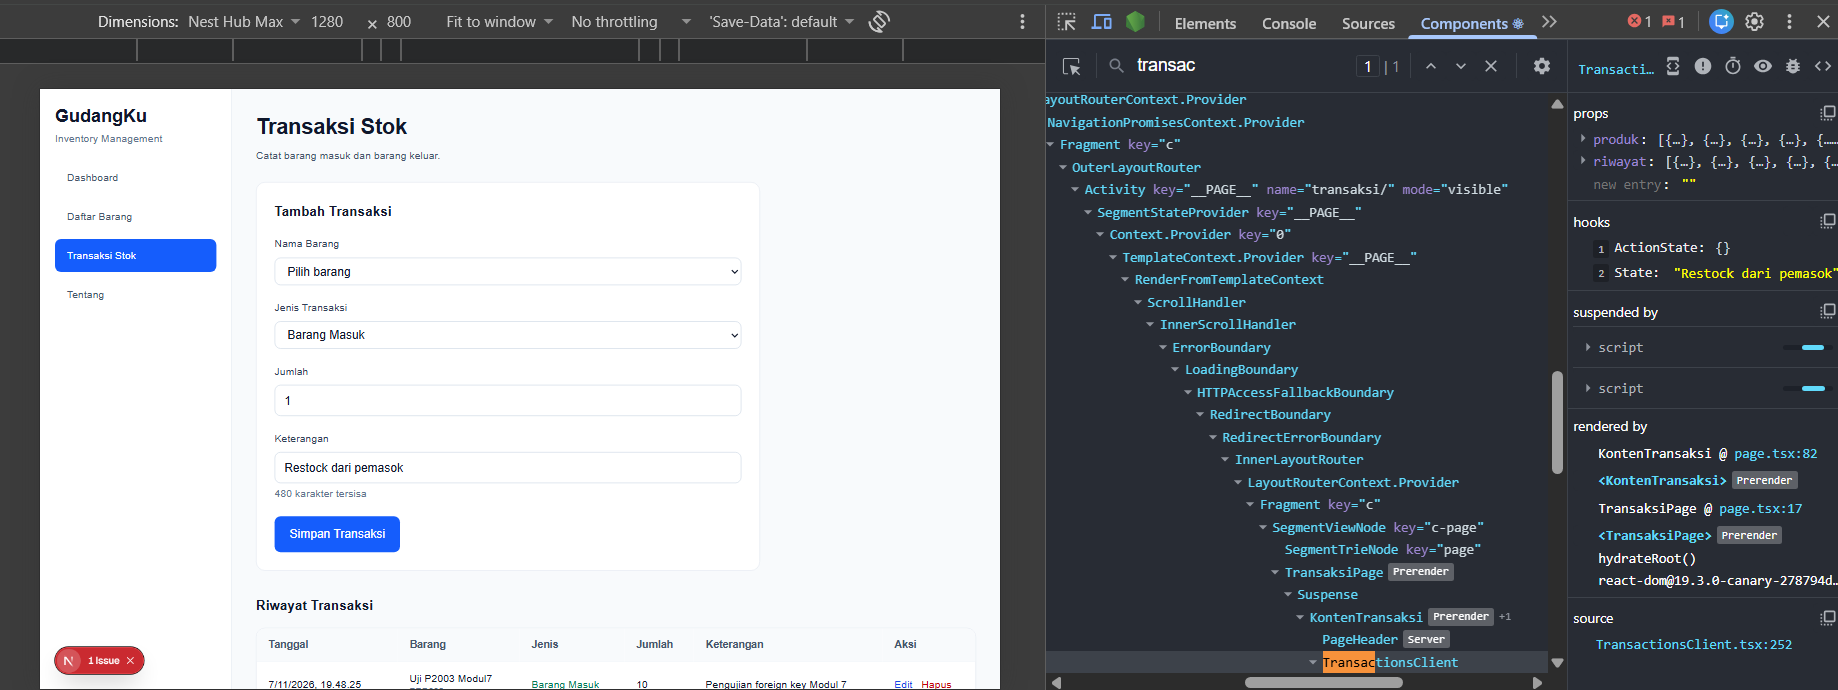 Dimensions: Nest Hub Max 1280 × 800 Fit to window No throttling 'Save-Data': default
Elements Console Sources Components 1 1
GudangKu
Inventory Management
Dashboard
Daftar Barang
Transaksi Stok
Tentang
N 1 Issue ×
Transaksi Stok
Catat barang masuk dan barang keluar.
Tambah Transaksi
Nama Barang
Pilih barang
Jenis Transaksi
Barang Masuk
Jumlah
1
Keterangan
Restock dari pemasok
480 karakter tersisa
Simpan Transaksi
Riwayat Transaksi
Tanggal Barang Jenis Jumlah Keterangan Aksi
7/11/2026, 19.48.25 Uji P2003 Modul7 Barang Masuk 10 Pengujian foreign key Modul 7 Edit Hapus
transac 1 | 1
ayoutRouterContext.Provider
NavigationPromisesContext.Provider
Fragment key="c"
OuterLayoutRouter
Activity key="__PAGE__" name="transaksi/" mode="visible"
SegmentStateProvider key="__PAGE__"
Context.Provider key="0"
TemplateContext.Provider key="__PAGE__"
RenderFromTemplateContext
ScrollHandler
InnerScrollHandler
ErrorBoundary
LoadingBoundary
HTTPAccessFallbackBoundary
RedirectBoundary
RedirectErrorBoundary
InnerLayoutRouter
LayoutRouterContext.Provider
Fragment key="c"
SegmentViewNode key="c-page"
SegmentTrieNode key="page"
TransaksiPage Prerender
Suspense
KontenTransaksi Prerender +1
PageHeader Server
TransactionsClient
Transacti…
props
produk: [{…}, {…}, {…}, {…}, {……
riwayat: [{…}, {…}, {…}, {…}, {…
new entry: ""
hooks
1 ActionState: {}
2 State: "Restock dari pemasok"
suspended by
script
script
rendered by
KontenTransaksi @ page.tsx:82
<KontenTransaksi> Prerender
TransaksiPage @ page.tsx:17
<TransaksiPage> Prerender
hydrateRoot()
react-dom@19.3.0-canary-278794d…
source
TransactionsClient.tsx:252